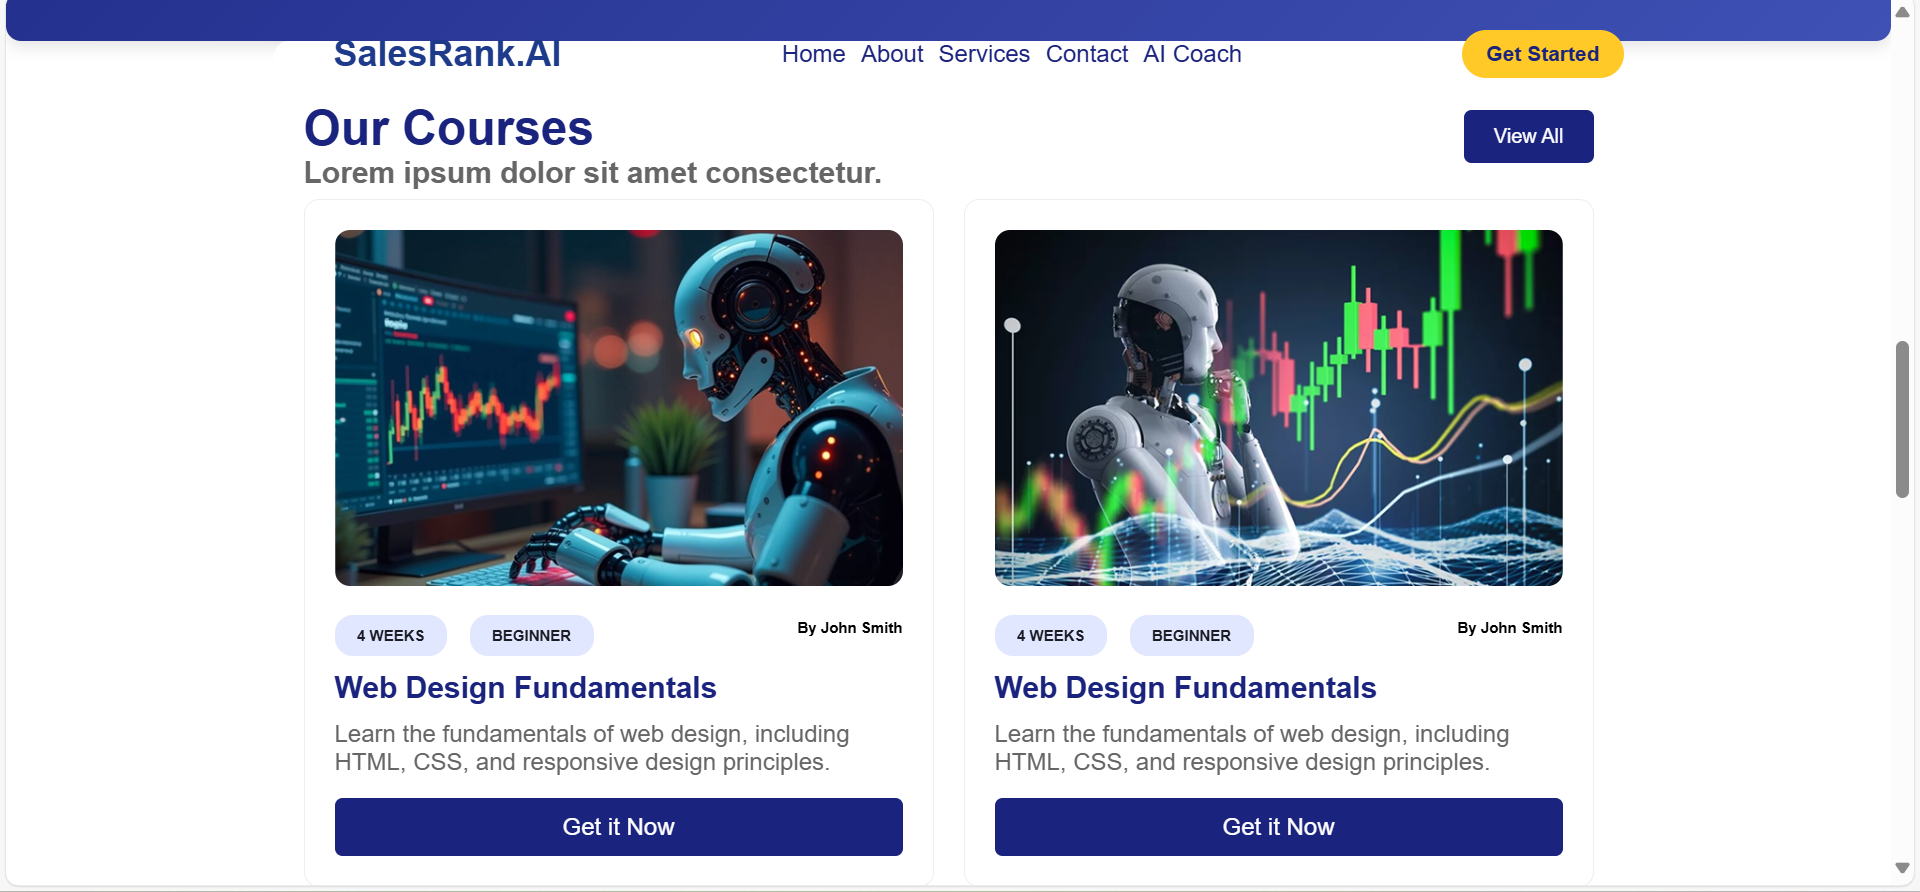 SalesRank.AI
Home About Services Contact AI Coach
Get Started
Our Courses
View All
Lorem ipsum dolor sit amet consectetur.
4 WEEKS
BEGINNER
By John Smith
Web Design Fundamentals
Learn the fundamentals of web design, including
HTML, CSS, and responsive design principles.
Get it Now
4 WEEKS
BEGINNER
By John Smith
Web Design Fundamentals
Learn the fundamentals of web design, including
HTML, CSS, and responsive design principles.
Get it Now